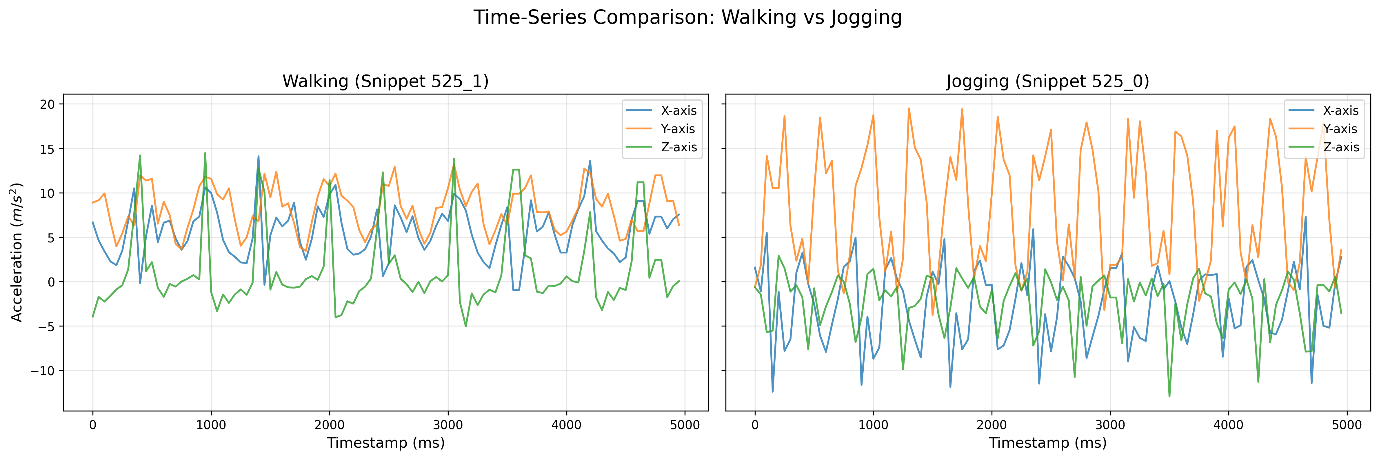 Time-Series Comparison: Walking vs Jogging
Walking (Snippet 525_1)
Jogging (Snippet 525_0)
X-axis
Y-axis
Z-axis
X-axis
Y-axis
Z-axis
Acceleration (m/s²)
20
15
10
5
0
−5
−10
0 1000 2000 3000 4000 5000
0 1000 2000 3000 4000 5000
Timestamp (ms)
Timestamp (ms)